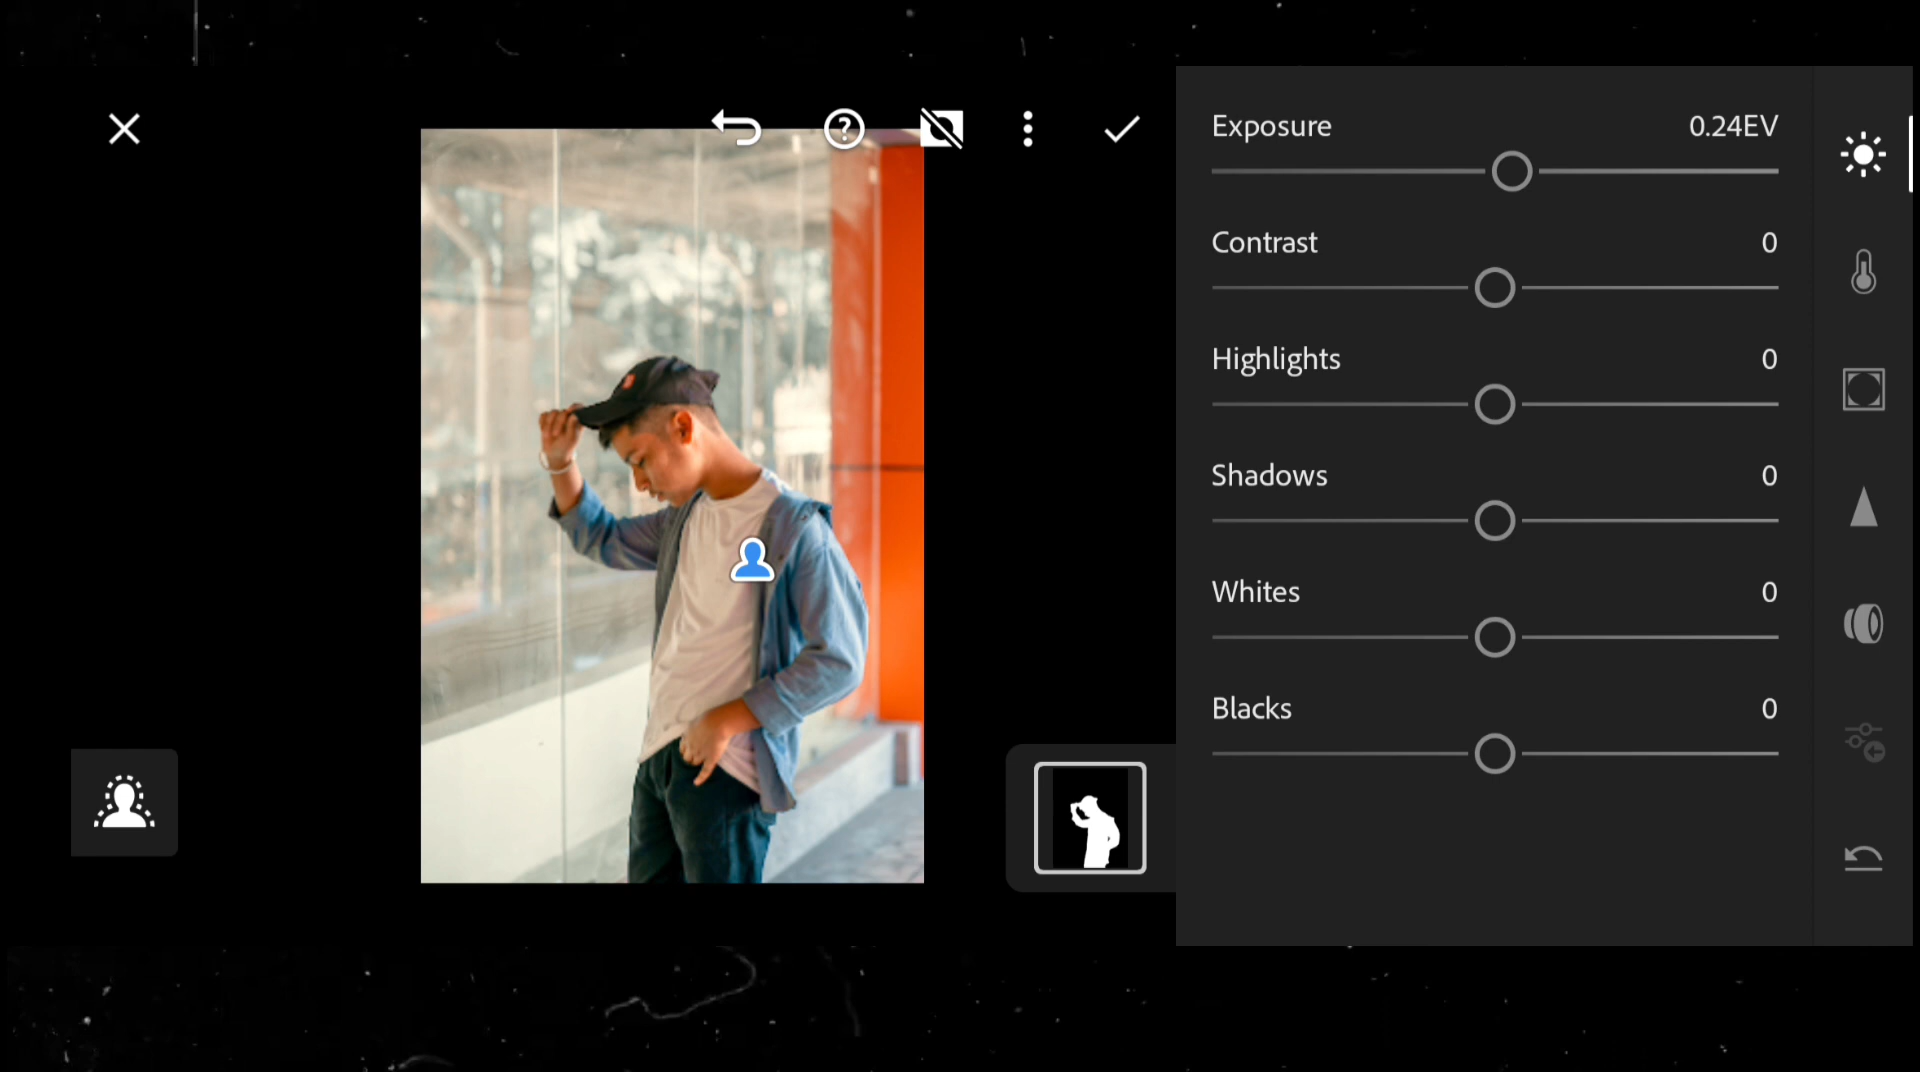 Exposure 0.24EV
Contrast 0
Highlights 0
Shadows 0
Whites 0
Blacks 0